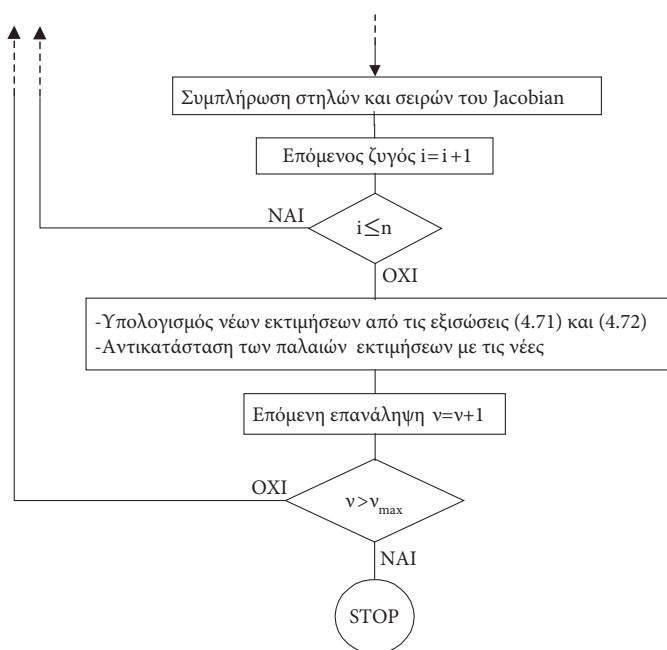 Συμπλήρωση στηλών και σειρών του Jacobian
Επόμενος ζυγός i=i+1
ΝΑΙ
i≤n
ΟΧΙ
-Υπολογισμός νέων εκτιμήσεων από τις εξισώσεις (4.71) και (4.72)
-Αντικατάσταση των παλαιών εκτιμήσεων με τις νέες
Επόμενη επανάληψη ν=ν+1
ΟΧΙ
ν>νmax
ΝΑΙ
STOP